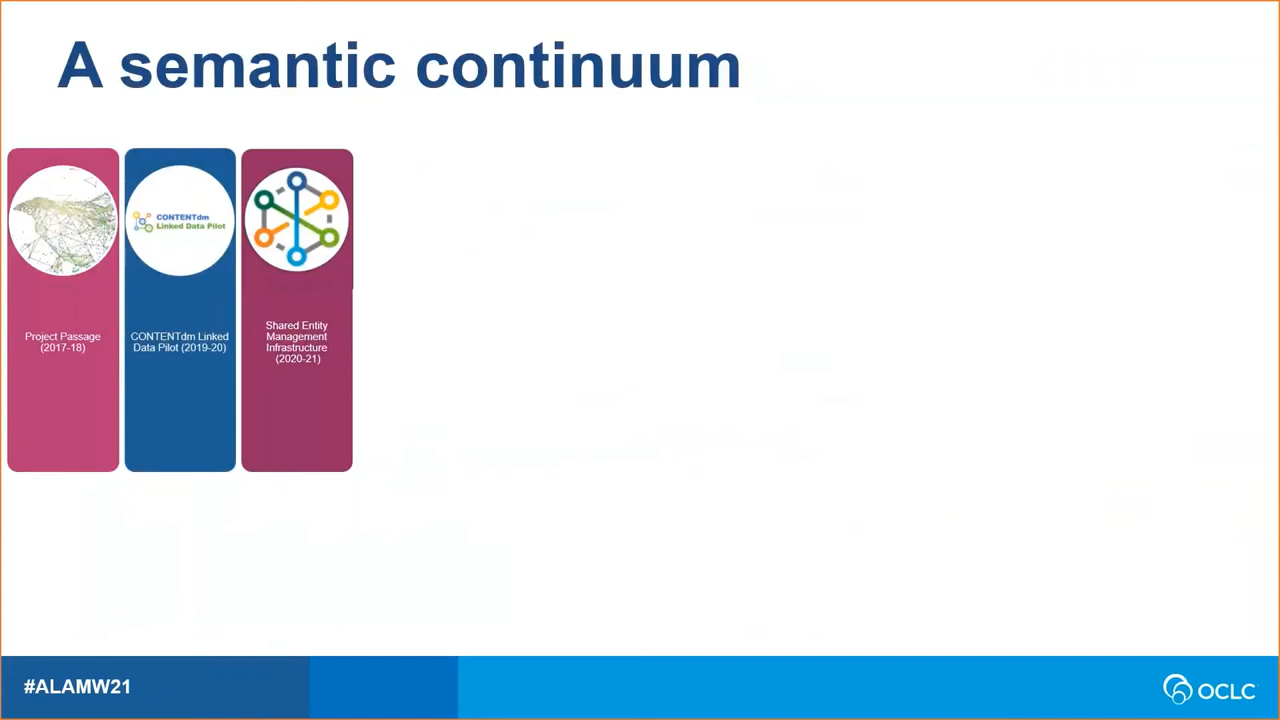 A semantic continuum
CONTENTdm
Linked Data Pilot
Project Passage
(2017-18)
CONTENTdm Linked
Data Pilot (2019-20)
Shared Entity
Management
Infrastructure
(2020-21)
#ALAMW21
OCLC